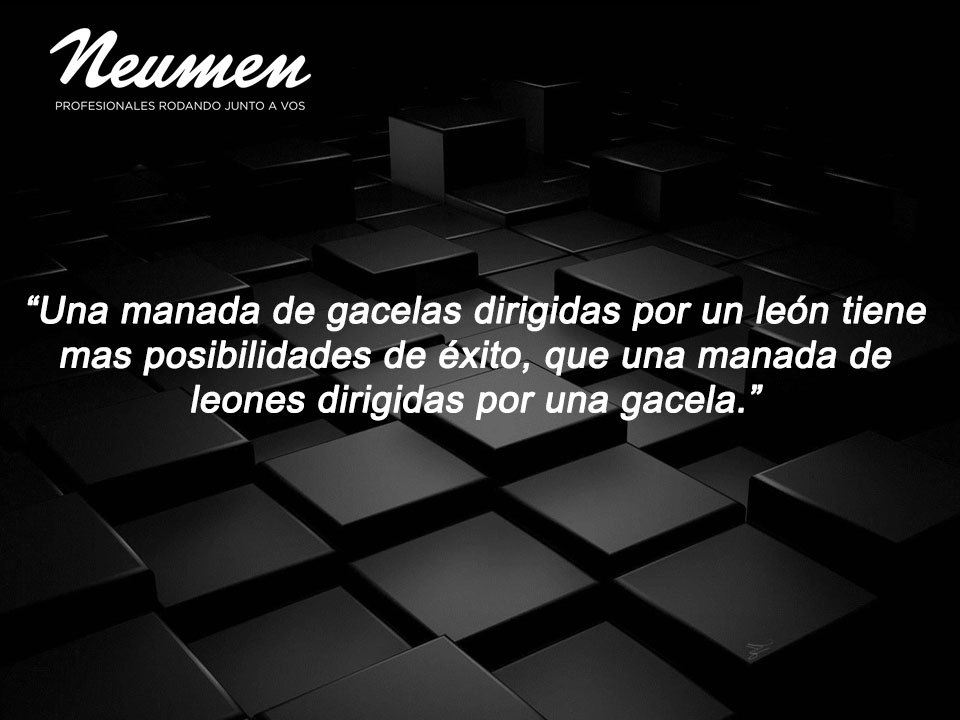 Neumen
PROFESIONALES RODANDO JUNTO A VOS
“Una manada de gacelas dirigidas por un león tiene
mas posibilidades de éxito, que una manada de
leones dirigidas por una gacela.”